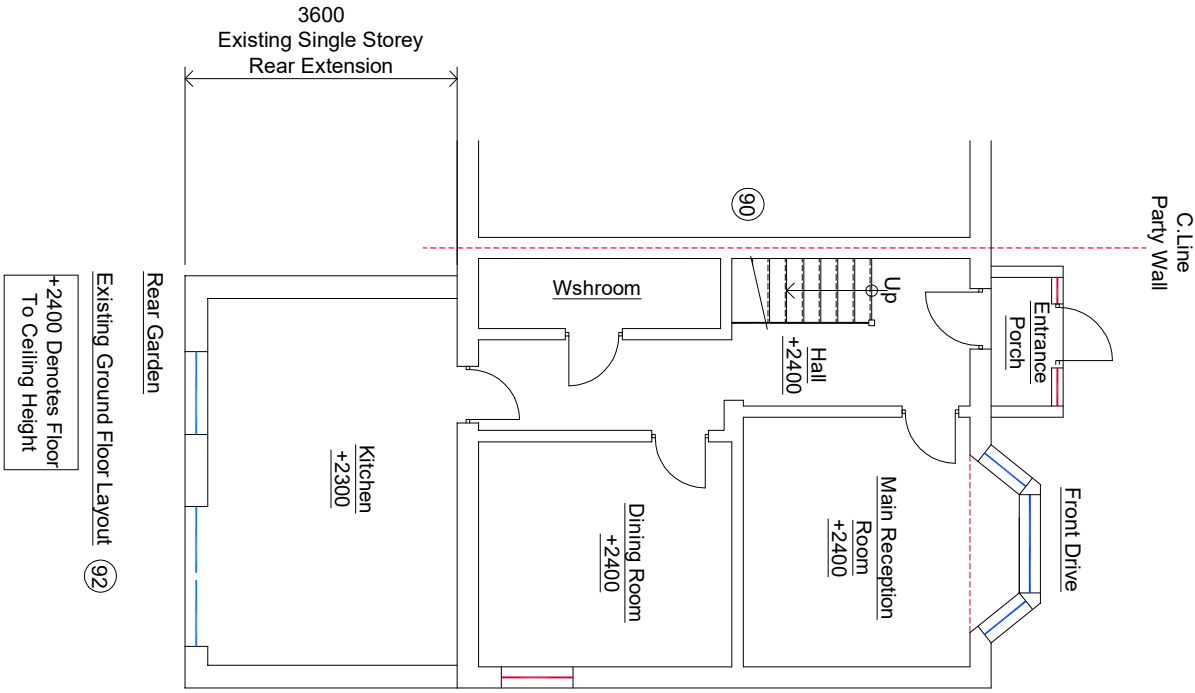 3600
Existing Single Storey
Rear Extension
C.Line
Party Wall
90
Up
Wshroom
Entrance
Porch
Hall
+2400
Rear Garden
Existing Ground Floor Layout 92
+2400 Denotes Floor
To Ceiling Height
Kitchen
+2300
Dining Room
+2400
Main Reception
Room
+2400
Front Drive